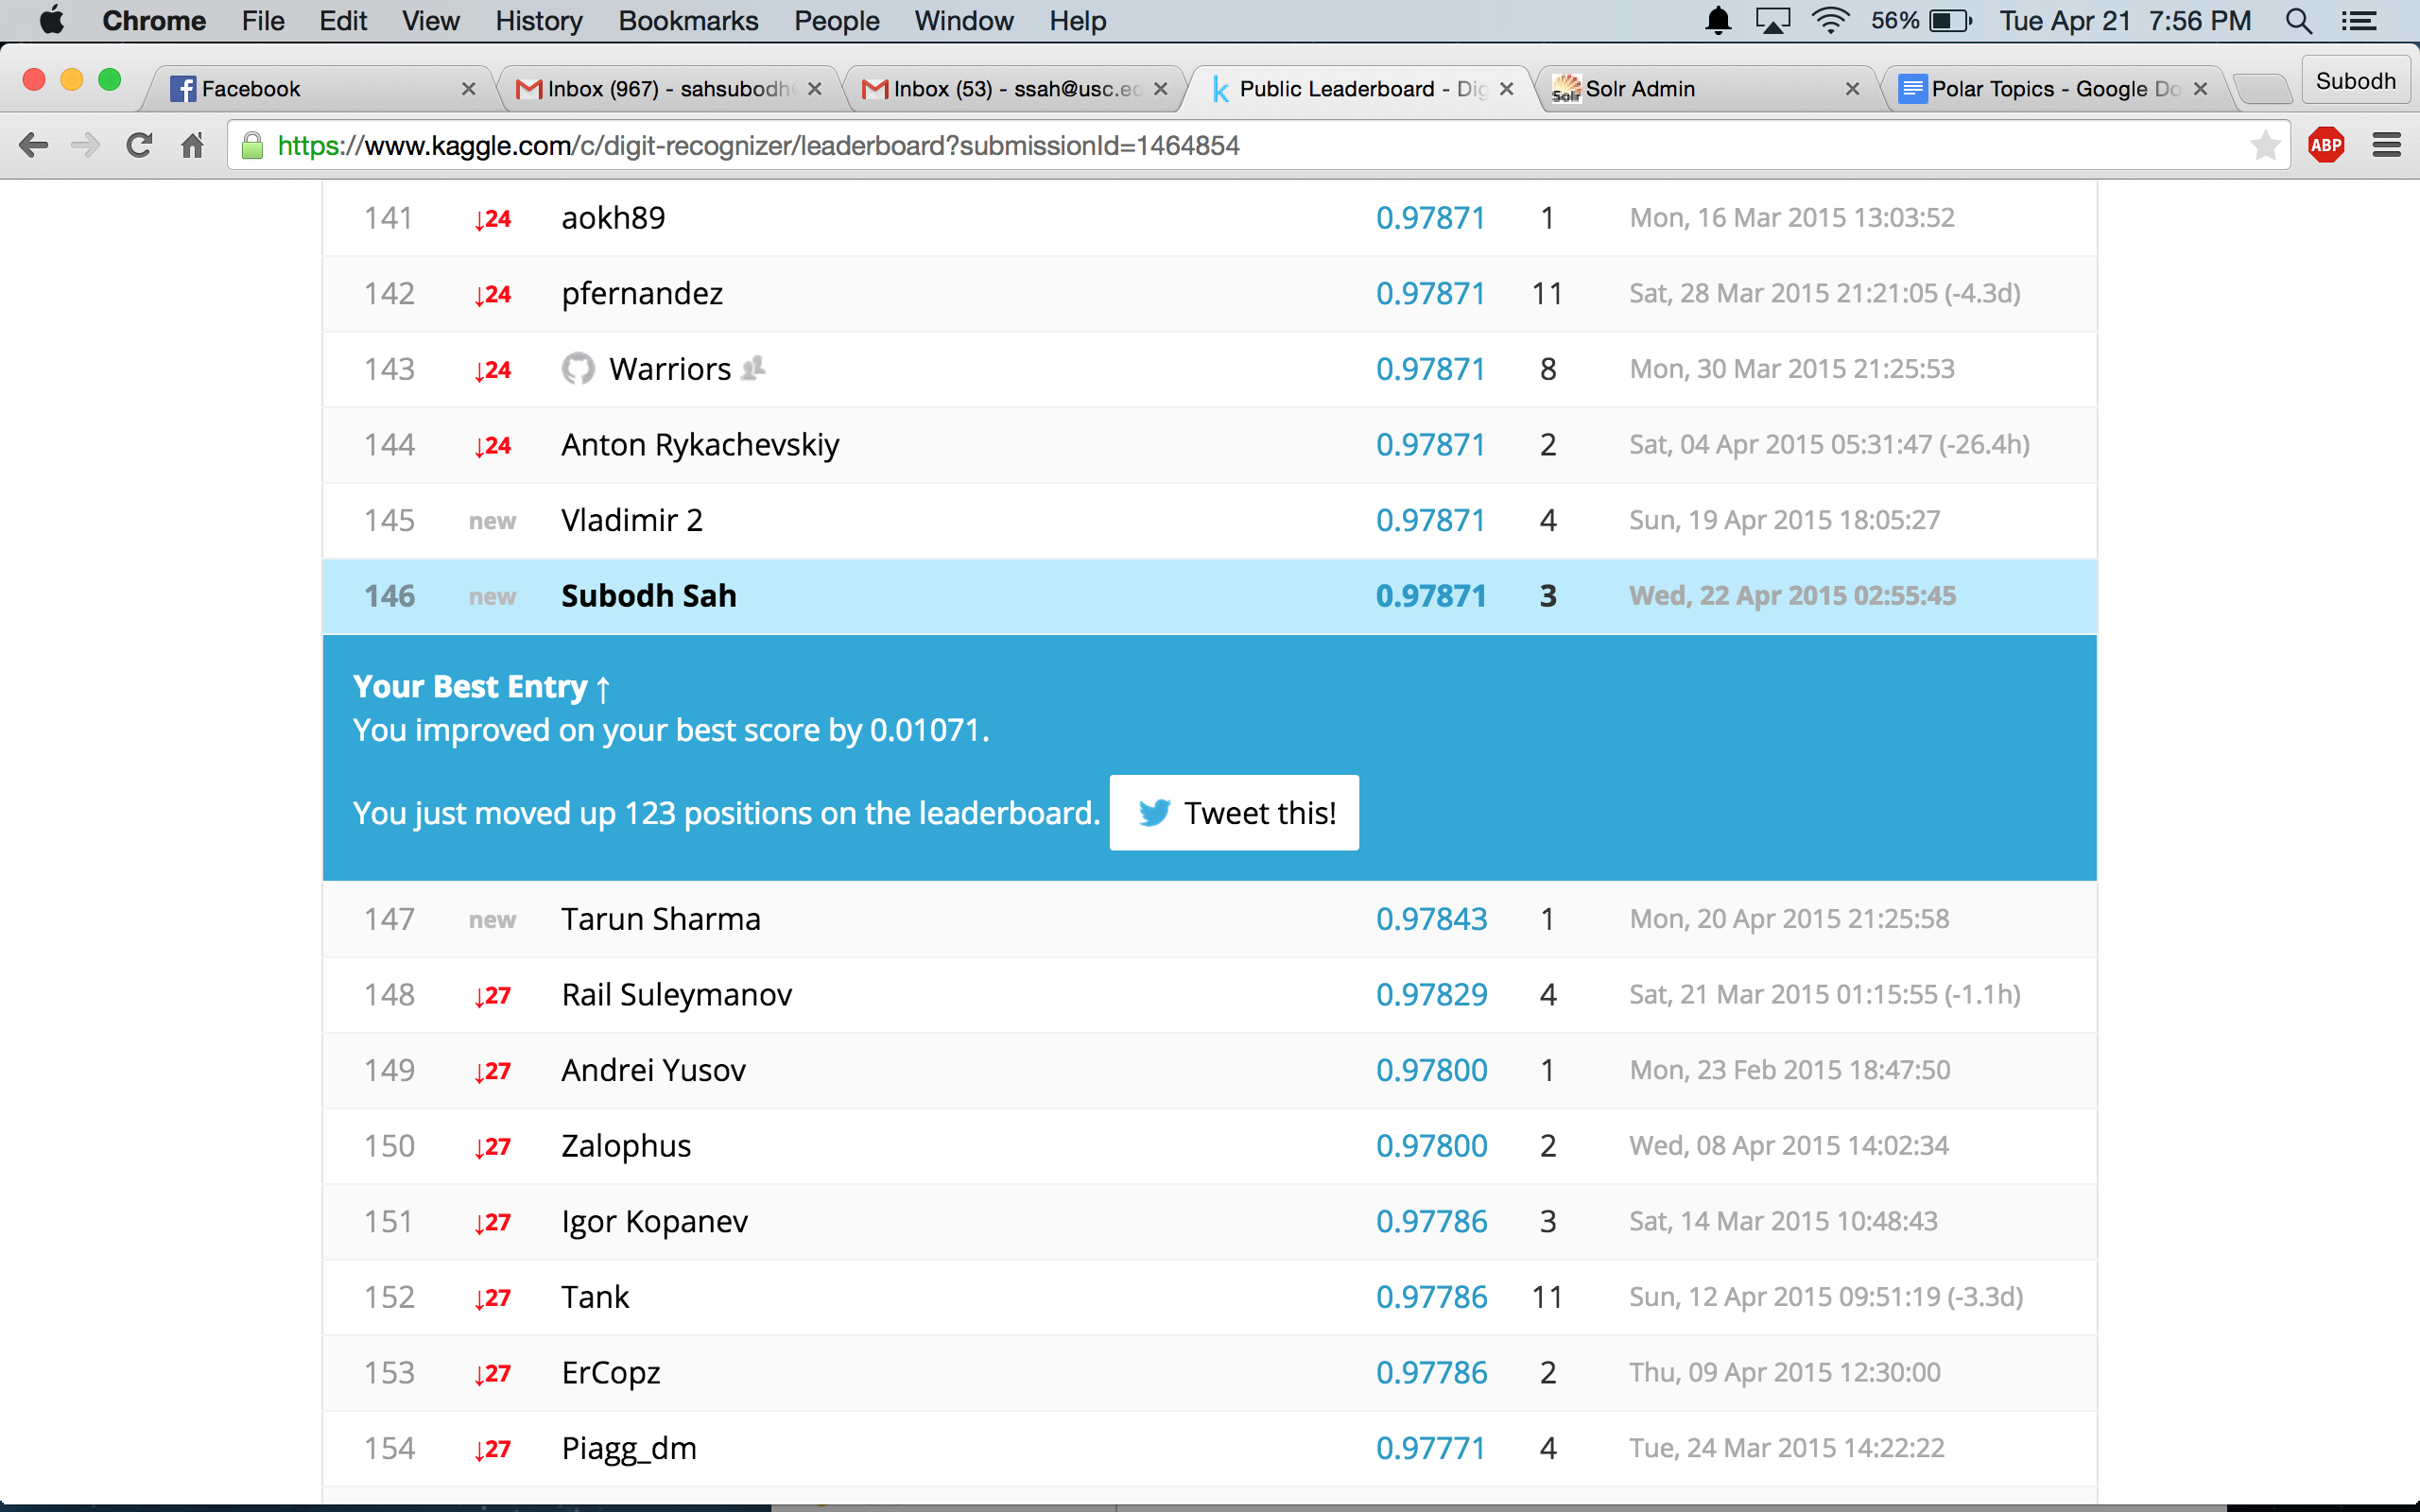 Chrome File Edit View History Bookmarks People Window Help 56% Tue Apr 21 7:56 PM
Facebook Inbox (967) - sahsubodh Inbox (53) - ssah@usc.ed Public Leaderboard - Dig Solr Solr Admin Polar Topics - Google Do Subodh
https://www.kaggle.com/c/digit-recognizer/leaderboard?submissionId=1464854 ABP
141 ↓24 aokh89 0.97871 1 Mon, 16 Mar 2015 13:03:52
142 ↓24 pfernandez 0.97871 11 Sat, 28 Mar 2015 21:21:05 (-4.3d)
143 ↓24 Warriors 0.97871 8 Mon, 30 Mar 2015 21:25:53
144 ↓24 Anton Rykachevskiy 0.97871 2 Sat, 04 Apr 2015 05:31:47 (-26.4h)
145 new Vladimir 2 0.97871 4 Sun, 19 Apr 2015 18:05:27
146 new Subodh Sah 0.97871 3 Wed, 22 Apr 2015 02:55:45
Your Best Entry ↑
You improved on your best score by 0.01071.
You just moved up 123 positions on the leaderboard. Tweet this!
147 new Tarun Sharma 0.97843 1 Mon, 20 Apr 2015 21:25:58
148 ↓27 Rail Suleymanov 0.97829 4 Sat, 21 Mar 2015 01:15:55 (-1.1h)
149 ↓27 Andrei Yusov 0.97800 1 Mon, 23 Feb 2015 18:47:50
150 ↓27 Zalophus 0.97800 2 Wed, 08 Apr 2015 14:02:34
151 ↓27 Igor Kopanev 0.97786 3 Sat, 14 Mar 2015 10:48:43
152 ↓27 Tank 0.97786 11 Sun, 12 Apr 2015 09:51:19 (-3.3d)
153 ↓27 ErCopz 0.97786 2 Thu, 09 Apr 2015 12:30:00
154 ↓27 Piagg_dm 0.97771 4 Tue, 24 Mar 2015 14:22:22